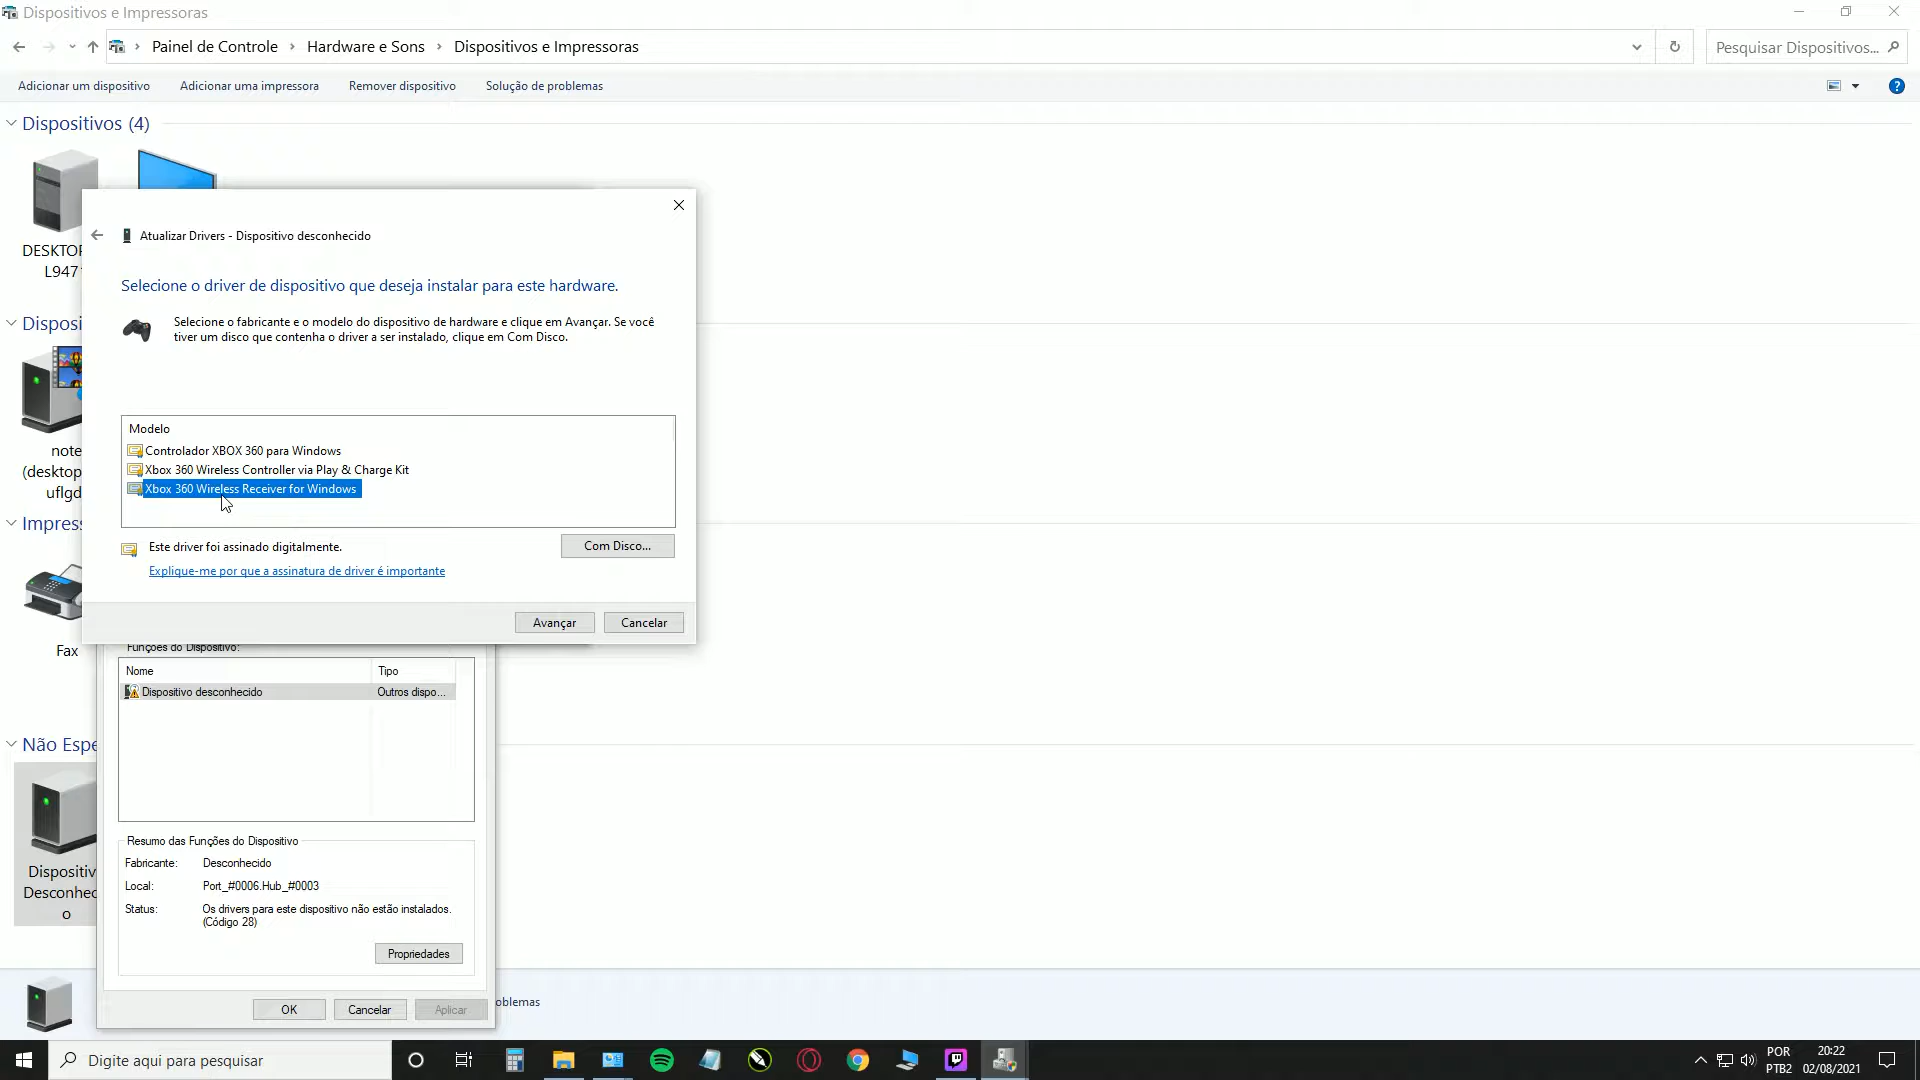 Dispositivos e Impressoras
Painel de Controle › Hardware e Sons › Dispositivos e Impressoras
Pesquisar Dispositivos...
Adicionar um dispositivo
Adicionar uma impressora
Remover dispositivo
Solução de problemas
Dispositivos (4)
DESKTOP
L947
Disposi
note
(desktop
uflgd
Impress
Fax
Não Espe
Dispositiv
Desconhec
o
Atualizar Drivers - Dispositivo desconhecido
Selecione o driver de dispositivo que deseja instalar para este hardware.
Selecione o fabricante e o modelo do dispositivo de hardware e clique em Avançar. Se você
tiver um disco que contenha o driver a ser instalado, clique em Com Disco.
Modelo
Controlador XBOX 360 para Windows
Xbox 360 Wireless Controller via Play & Charge Kit
Xbox 360 Wireless Receiver for Windows
Este driver foi assinado digitalmente.
Com Disco...
Explique-me por que a assinatura de driver é importante
Avançar
Cancelar
Funções do Dispositivo:
Nome
Tipo
Dispositivo desconhecido
Outros dispo...
Resumo das Funções do Dispositivo
Fabricante:
Desconhecido
Local:
Port_#0006.Hub_#0003
Status:
Os drivers para este dispositivo não estão instalados.
(Código 28)
Propriedades
OK
Cancelar
Aplicar
oblemas
Digite aqui para pesquisar
POR
PTB2
20:22
02/08/2021